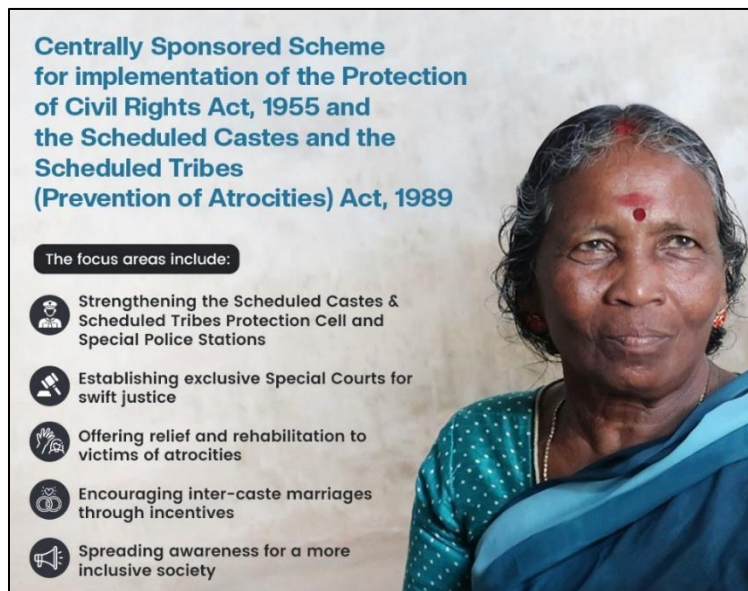 Centrally Sponsored Scheme
for implementation of the Protection
of Civil Rights Act, 1955 and
the Scheduled Castes and the
Scheduled Tribes
(Prevention of Atrocities) Act, 1989
The focus areas include:
Strengthening the Scheduled Castes &
Scheduled Tribes Protection Cell and
Special Police Stations
Establishing exclusive Special Courts for
swift justice
Offering relief and rehabilitation to
victims of atrocities
Encouraging inter-caste marriages
through incentives
Spreading awareness for a more
inclusive society